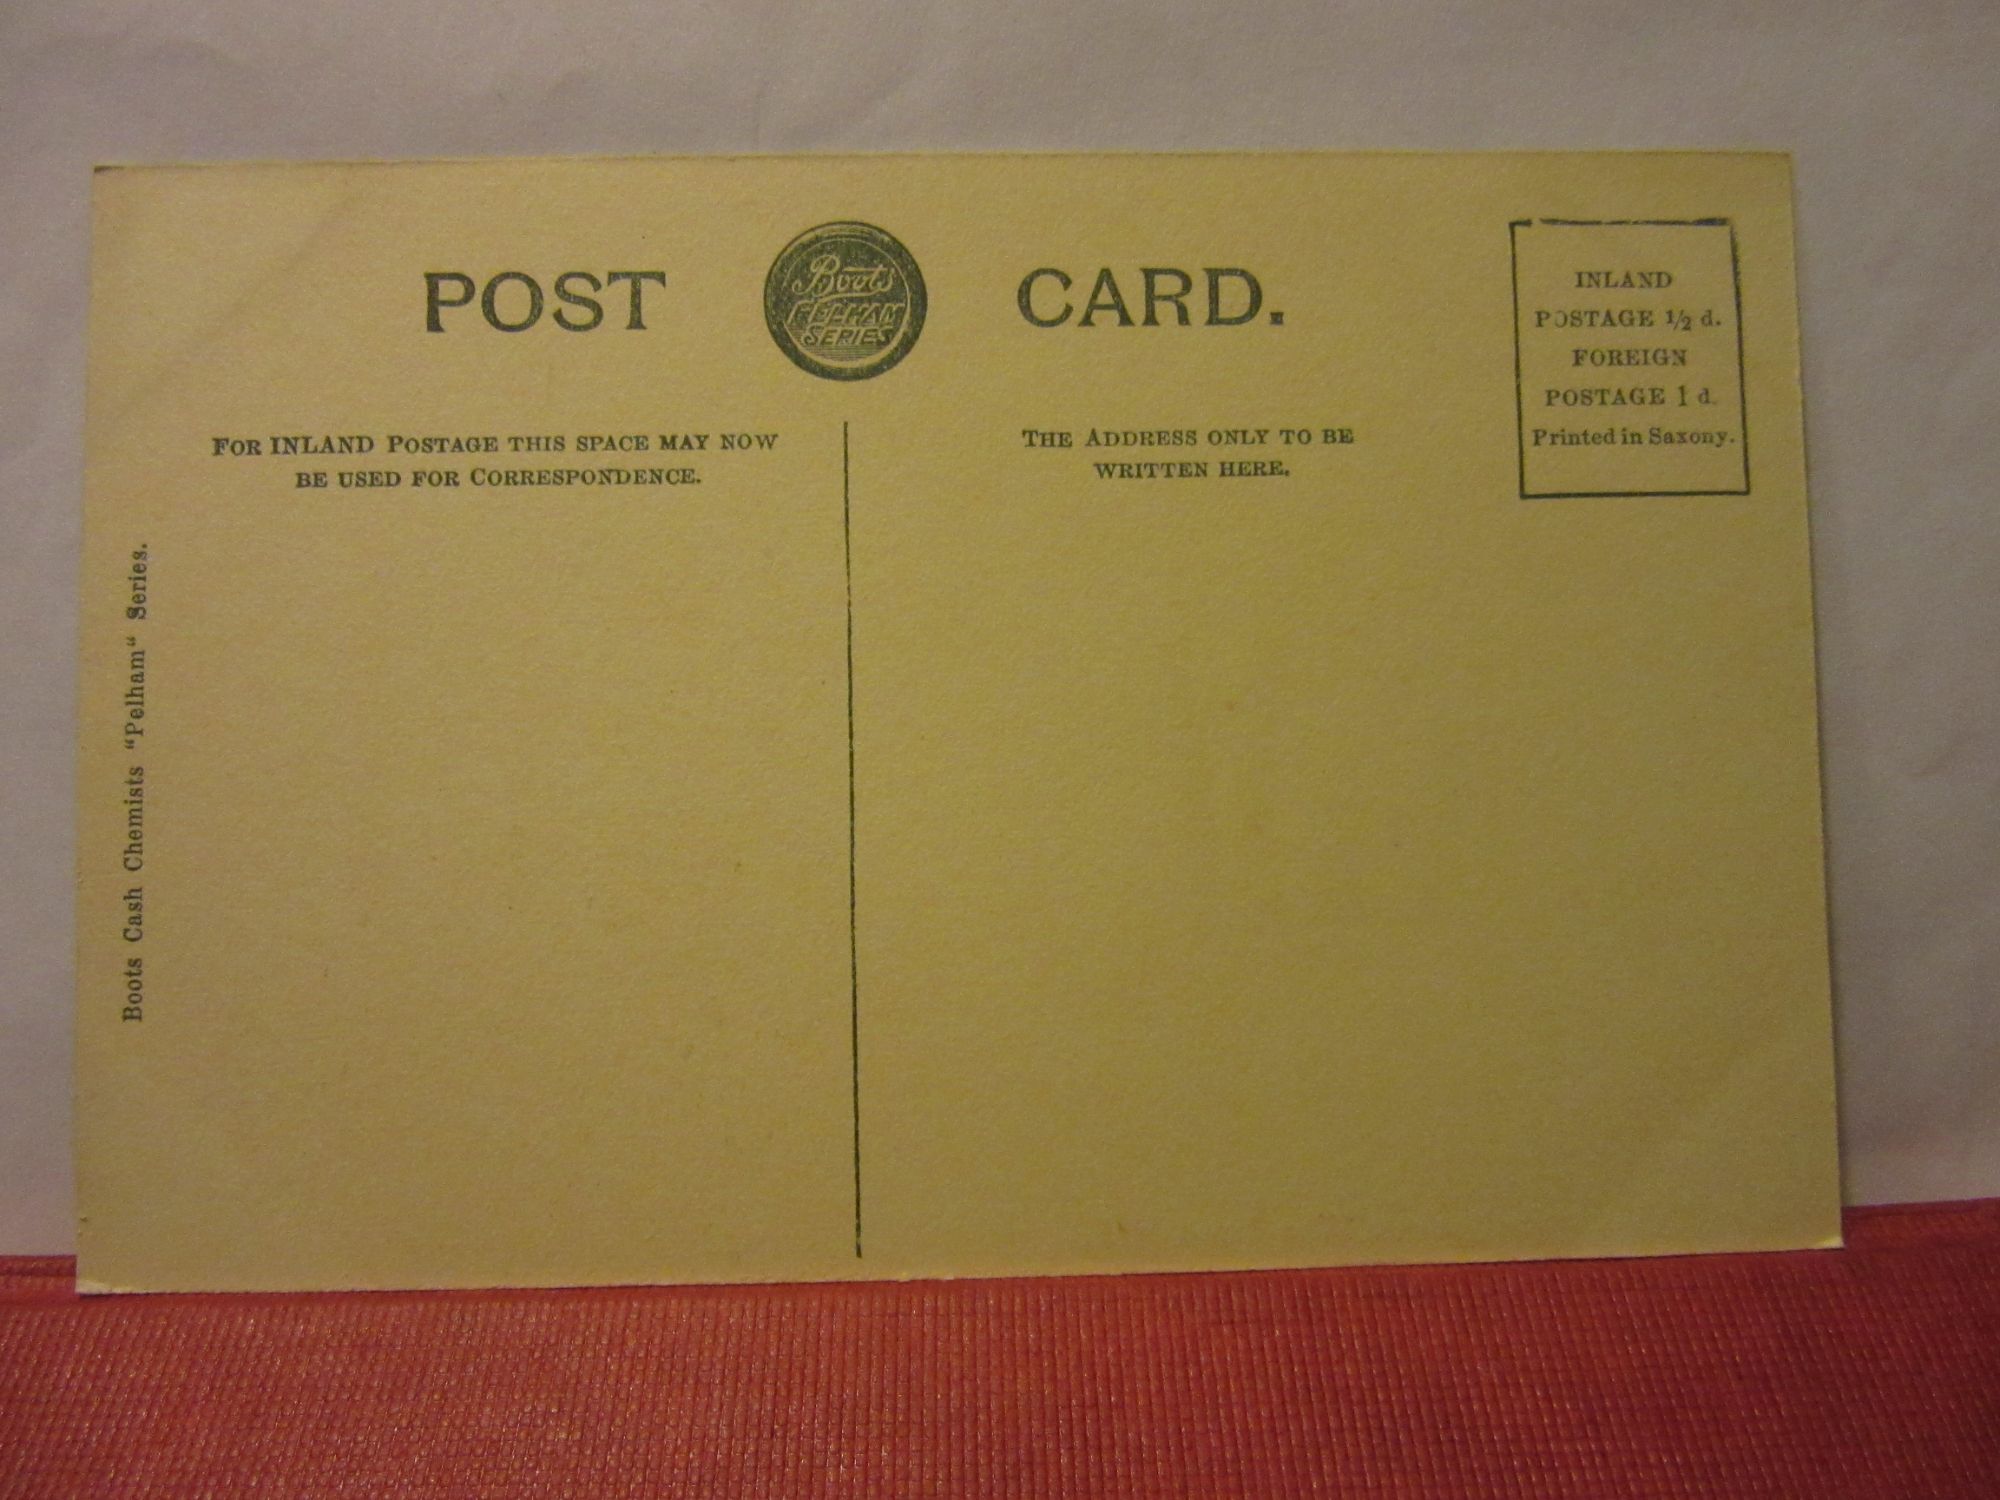 POST CARD.
Boots
PELHAM
SERIES
INLAND
POSTAGE 1/2 d.
FOREIGN
POSTAGE 1 d.
Printed in Saxony.
FOR INLAND POSTAGE THIS SPACE MAY NOW
BE USED FOR CORRESPONDENCE.
THE ADDRESS ONLY TO BE
WRITTEN HERE.
Boots Cash Chemists "Pelham“ Series.